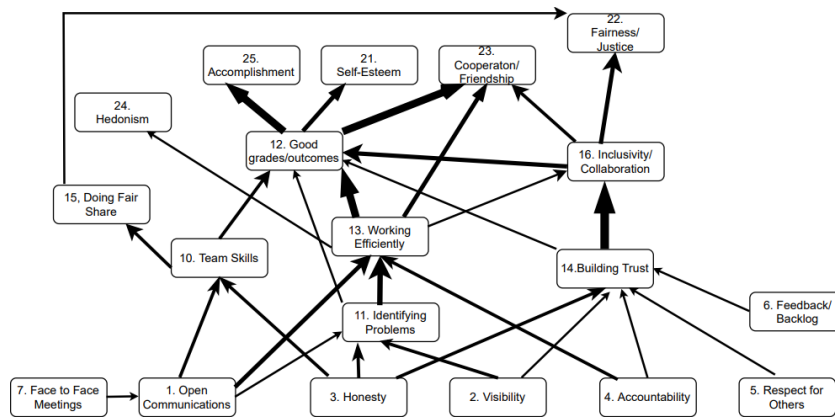 22.
Fairness/
Justice
25.
Accomplishment
21.
Self-Esteem
23.
Cooperaton/
Friendship
24.
Hedonism
12. Good
grades/outcomes
16. Inclusivity/
Collaboration
15, Doing Fair
Share
13. Working
Efficiently
10. Team Skills
14.Building Trust
11. Identifying
Problems
6. Feedback/
Backlog
7. Face to Face
Meetings
1. Open
Communications
3. Honesty
2. Visibility
4. Accountability
5. Respect for
Others